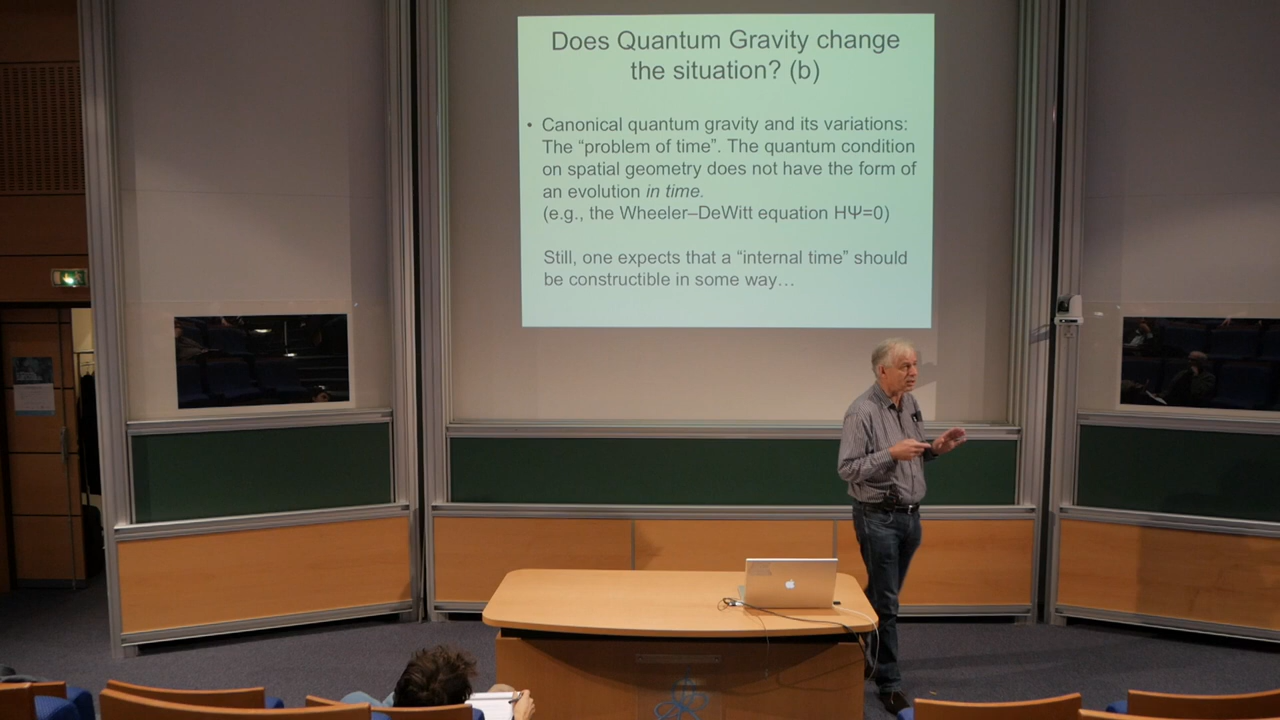 Does Quantum Gravity change
the situation? (b)
• Canonical quantum gravity and its variations:
The “problem of time”. The quantum condition
on spatial geometry does not have the form of
an evolution in time.
(e.g., the Wheeler–DeWitt equation HΨ=0)
Still, one expects that a “internal time” should
be constructible in some way…